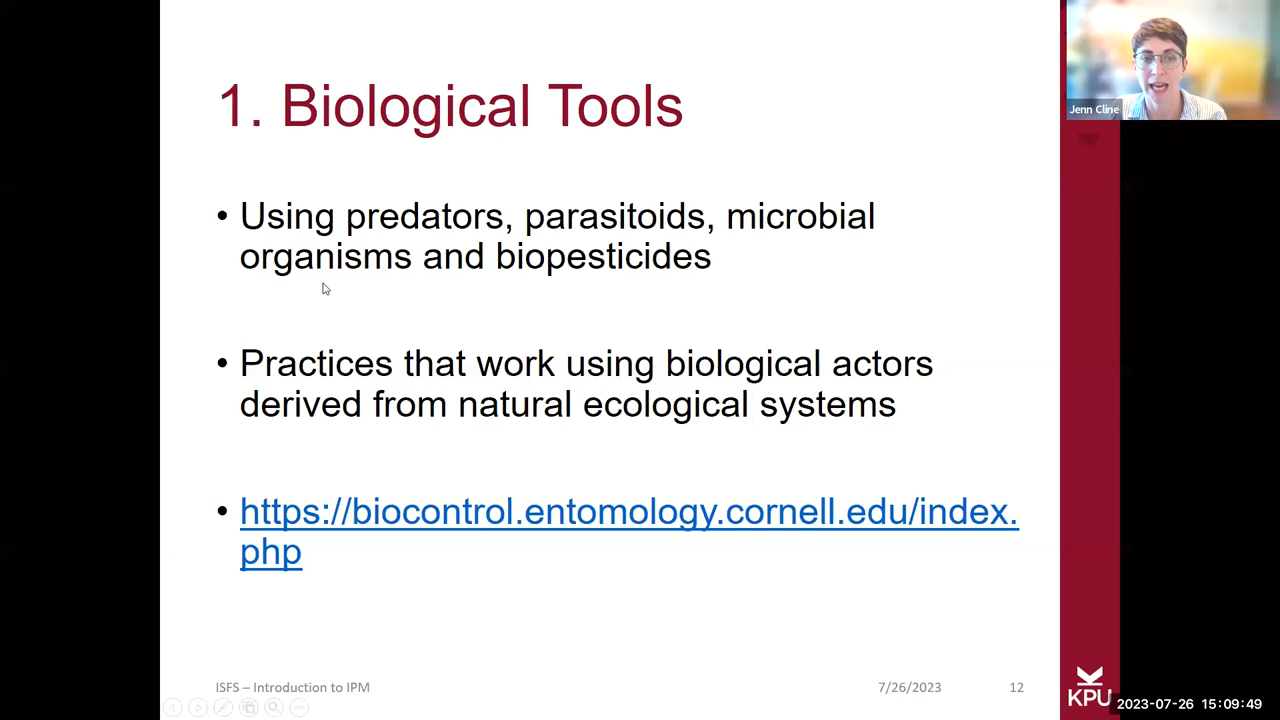 1. Biological Tools
Jenn Cline
• Using predators, parasitoids, microbial
organisms and biopesticides
• Practices that work using biological actors
derived from natural ecological systems
• https://biocontrol.entomology.cornell.edu/index.
php
ISFS – Introduction to IPM
7/26/2023
12
KPU
2023-07-26 15:09:49